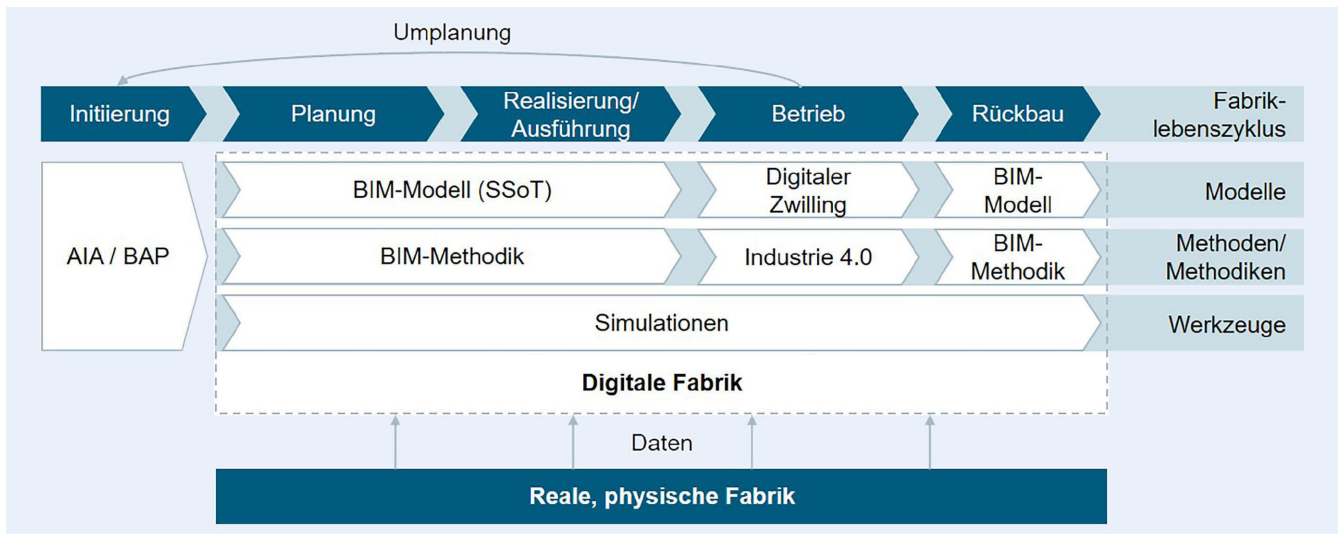 Umplanung
Initiierung
Planung
Realisierung/
Ausführung
Betrieb
Rückbau
Fabrik-
lebenszyklus
AIA / BAP
BIM-Modell (SSoT)
Digitaler
Zwilling
BIM-
Modell
Modelle
BIM-Methodik
Industrie 4.0
BIM-
Methodik
Methoden/
Methodiken
Simulationen
Werkzeuge
Digitale Fabrik
Daten
Reale, physische Fabrik